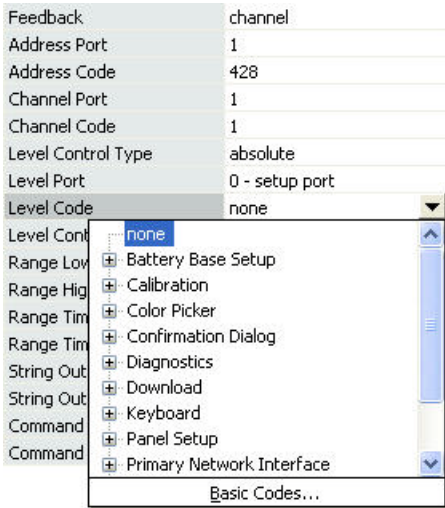 Feedback channel
Address Port 1
Address Code 428
Channel Port 1
Channel Code 1
Level Control Type absolute
Level Port 0 - setup port
Level Code none
Level Cont
Range Low
Range Hig
Range Tim
Range Tim
String Out
String Out
Command
Command
none
Battery Base Setup
Calibration
Color Picker
Confirmation Dialog
Diagnostics
Download
Keyboard
Panel Setup
Primary Network Interface
Basic Codes...